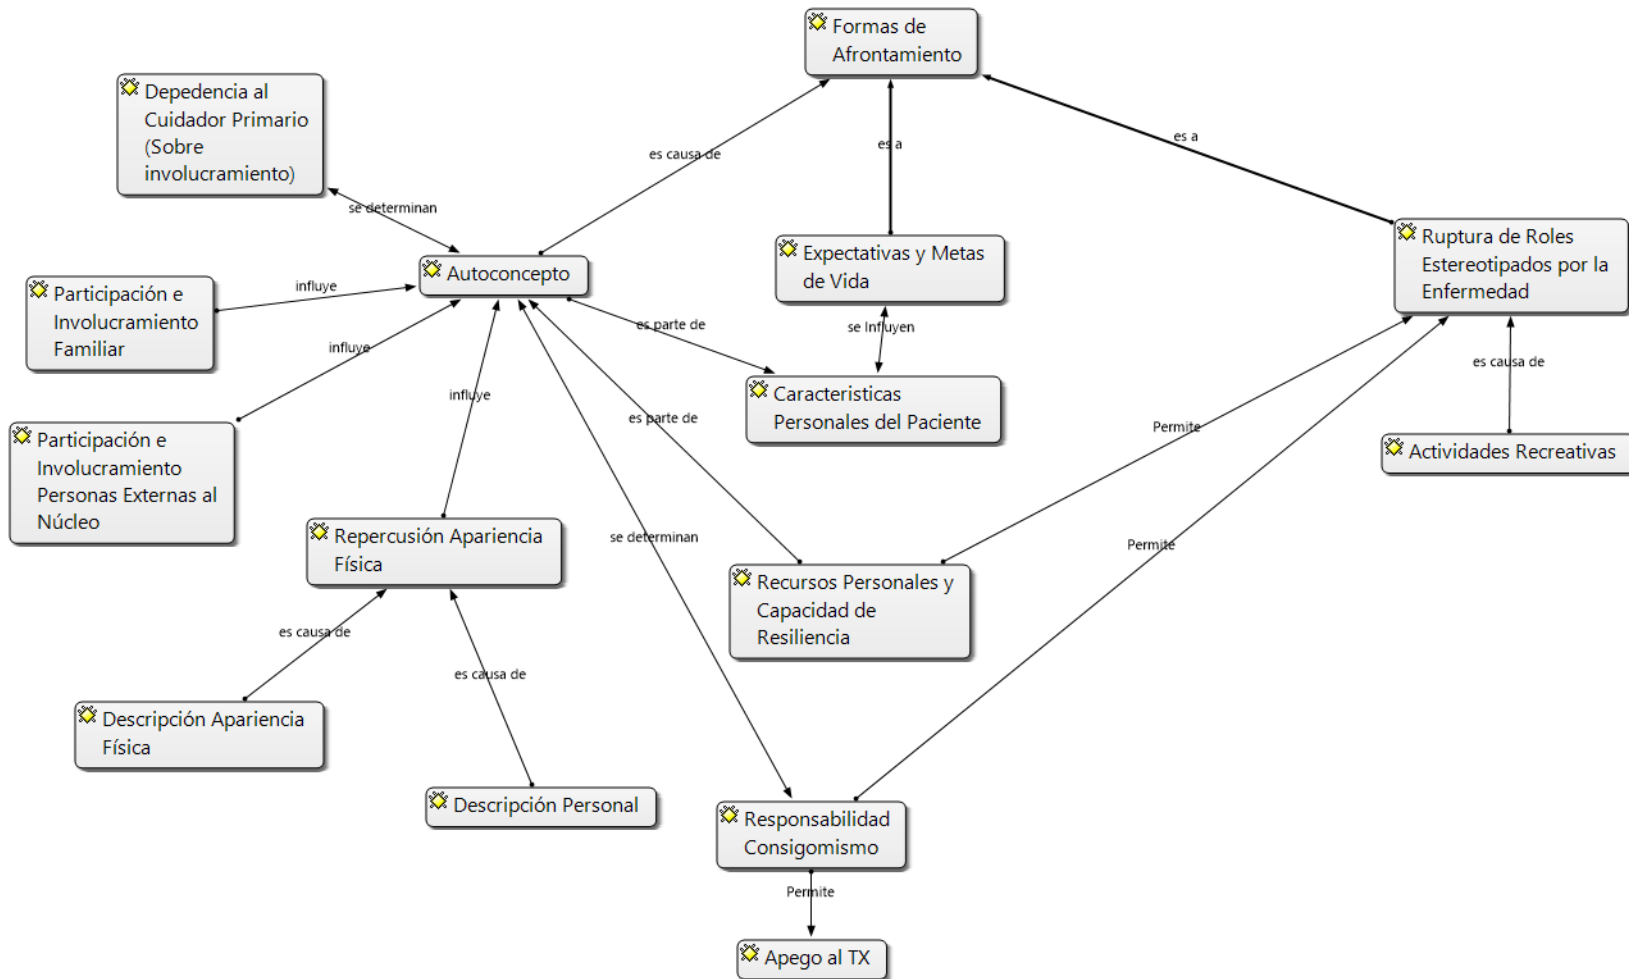 Formas de
Afrontamiento
Depedencia al
Cuidador Primario
(Sobre
involucramiento)
es causa de
es a
es a
se determinan
Autoconcepto
Expectativas y Metas
de Vida
Ruptura de Roles
Estereotipados por la
Enfermedad
Participación e
Involucramiento
Familiar
influye
influye
es parte de
se Influyen
es causa de
Caracteristicas
Personales del Paciente
influye
es parte de
Permite
Actividades Recreativas
Participación e
Involucramiento
Personas Externas al
Núcleo
Repercusión Apariencia
Física
se determinan
Permite
Recursos Personales y
Capacidad de
Resiliencia
es causa de
es causa de
Descripción Apariencia
Física
Descripción Personal
Responsabilidad
Consigomismo
Permite
Apego al TX